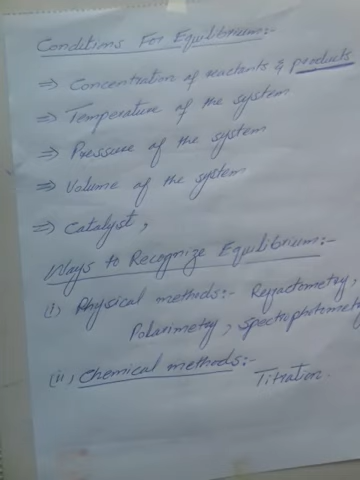 Conditions For Equilibrium:-
⇒ Concentration of reactants & products
⇒ Temperature of the system
⇒ Pressure of the system
⇒ Volume of the system
⇒ Catalyst,
Ways to Recognize Equilibrium:-
(i) Physical methods:- Refractometry,
Polarimetry, Spectrophotomet
(ii) Chemical methods:-
Titration.